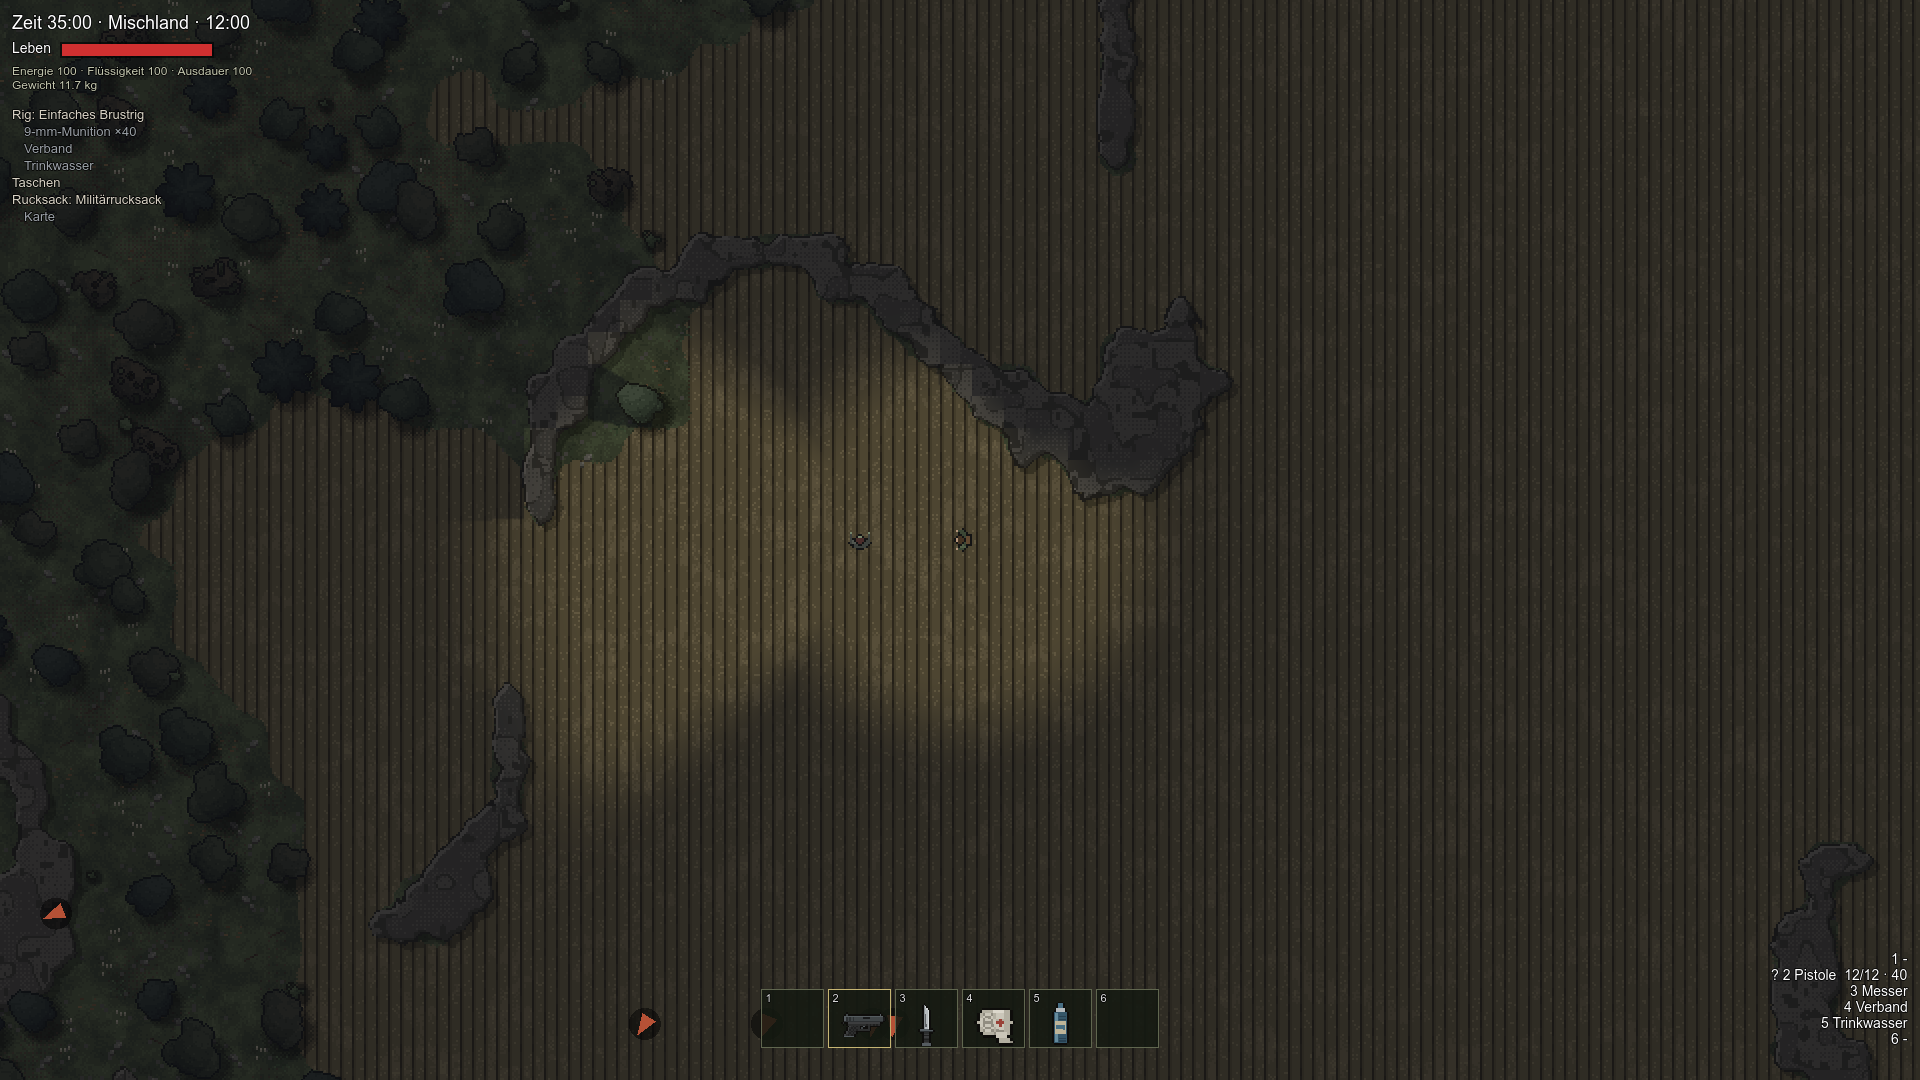 Zeit 35:00 · Mischland · 12:00
Leben
Energie 100 · Flüssigkeit 100 · Ausdauer 100
Gewicht 11.7 kg
Rig: Einfaches Brustrig
9-mm-Munition ×40
Verband
Trinkwasser
Taschen
Rucksack: Militärrucksack
Karte
1 2 3 4 5 6
1 -
? 2 Pistole 12/12 · 40
3 Messer
4 Verband
5 Trinkwasser
6 -